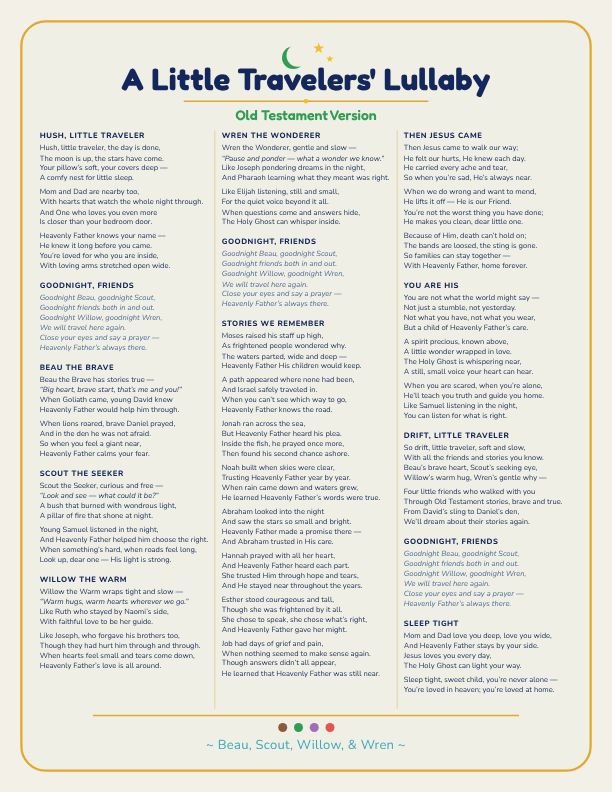 A Little Travelers' Lullaby
Old Testament Version
HUSH, LITTLE TRAVELER
Hush, little traveler, the day is done,
The moon is up, the stars have come.
Your pillow's soft, your covers deep —
A comfy nest for little sleep.
Mom and Dad are nearby too,
With hearts that watch the whole night through.
And One who loves you even more
Is closer than your bedroom door.
Heavenly Father knows your name —
He knew it long before you came.
You're loved for who you are inside,
With loving arms stretched open wide.
GOODNIGHT, FRIENDS
Goodnight Beau, goodnight Scout,
Goodnight friends both in and out.
Goodnight Willow, goodnight Wren,
We will travel here again.
Close your eyes and say a prayer —
Heavenly Father's always there.
BEAU THE BRAVE
Beau the Brave has stories true —
"Big heart, brave start, that's me and you!"
When Goliath came, young David knew
Heavenly Father would help him through.
When lions roared, brave Daniel prayed,
And in the den he was not afraid.
So when you feel a giant near,
Heavenly Father calms your fear.
SCOUT THE SEEKER
Scout the Seeker, curious and free —
"Look and see — what could it be?"
A bush that burned with wondrous light,
A pillar of fire that shone at night.
Young Samuel listened in the night,
And Heavenly Father helped him choose the right.
When something's hard, when roads feel long,
Look up, dear one — His light is strong.
WILLOW THE WARM
Willow the Warm wraps tight and slow —
"Warm hugs, warm hearts wherever we go."
Like Ruth who stayed by Naomi's side,
With faithful love to be her guide.
Like Joseph, who forgave his brothers too,
Though they had hurt him through and through.
When hearts feel small and tears come down,
Heavenly Father's love is all around.
WREN THE WONDERER
Wren the Wonderer, gentle and slow —
"Pause and ponder — what a wonder we know."
Like Joseph pondering dreams in the night,
And Pharaoh learning what they meant was right.
Like Elijah listening, still and small,
For the quiet voice beyond it all.
When questions come and answers hide,
The Holy Ghost can whisper inside.
GOODNIGHT, FRIENDS
Goodnight Beau, goodnight Scout,
Goodnight friends both in and out.
Goodnight Willow, goodnight Wren,
We will travel here again.
Close your eyes and say a prayer —
Heavenly Father's always there.
STORIES WE REMEMBER
Moses raised his staff up high,
As frightened people wondered why.
The waters parted, wide and deep —
Heavenly Father His children would keep.
A path appeared where none had been,
And Israel safely traveled in.
When you can't see which way to go,
Heavenly Father knows the road.
Jonah ran across the sea,
But Heavenly Father heard his plea.
Inside the fish, he prayed once more,
Then found his second chance ashore.
Noah built when skies were clear,
Trusting Heavenly Father year by year.
When rain came down and waters grew,
He learned Heavenly Father's words were true.
Abraham looked into the night
And saw the stars so small and bright.
Heavenly Father made a promise there —
And Abraham trusted in His care.
Hannah prayed with all her heart,
And Heavenly Father heard each part.
She trusted Him through hope and tears,
And He stayed near throughout the years.
Esther stood courageous and tall,
Though she was frightened by it all.
She chose to speak, she chose what's right,
And Heavenly Father gave her might.
Job had days of grief and pain,
When nothing seemed to make sense again.
Though answers didn't all appear,
He learned that Heavenly Father was still near.
THEN JESUS CAME
Then Jesus came to walk our way;
He felt our hurts, He knew each day.
He carried every ache and tear,
So when you're sad, He's always near.
When we do wrong and want to mend,
He lifts it off — He is our Friend.
You're not the worst thing you have done;
He makes you clean, dear little one.
Because of Him, death can't hold on;
The bands are loosed, the sting is gone.
So families can stay together —
With Heavenly Father, home forever.
YOU ARE HIS
You are not what the world might say —
Not just a stumble, not yesterday.
Not what you have, not what you wear,
But a child of Heavenly Father's care.
A spirit precious, known above,
A little wonder wrapped in love.
The Holy Ghost is whispering near,
A still, small voice your heart can hear.
When you are scared, when you're alone,
He'll teach you truth and guide you home.
Like Samuel listening in the night,
You can listen for what is right.
DRIFT, LITTLE TRAVELER
So drift, little traveler, soft and slow,
With all the friends and stories you know.
Beau's brave heart, Scout's seeking eye,
Willow's warm hug, Wren's gentle why —
Four little friends who walked with you
Through Old Testament stories, brave and true.
From David's sling to Daniel's den,
We'll dream about their stories again.
GOODNIGHT, FRIENDS
Goodnight Beau, goodnight Scout,
Goodnight friends both in and out.
Goodnight Willow, goodnight Wren,
We will travel here again.
Close your eyes and say a prayer —
Heavenly Father's always there.
SLEEP TIGHT
Mom and Dad love you deep, love you wide,
And Heavenly Father stays by your side.
Jesus loves you every day,
The Holy Ghost can light your way.
Sleep tight, sweet child, you're never alone —
You're loved in heaven; you're loved at home.
~ Beau, Scout, Willow, & Wren ~